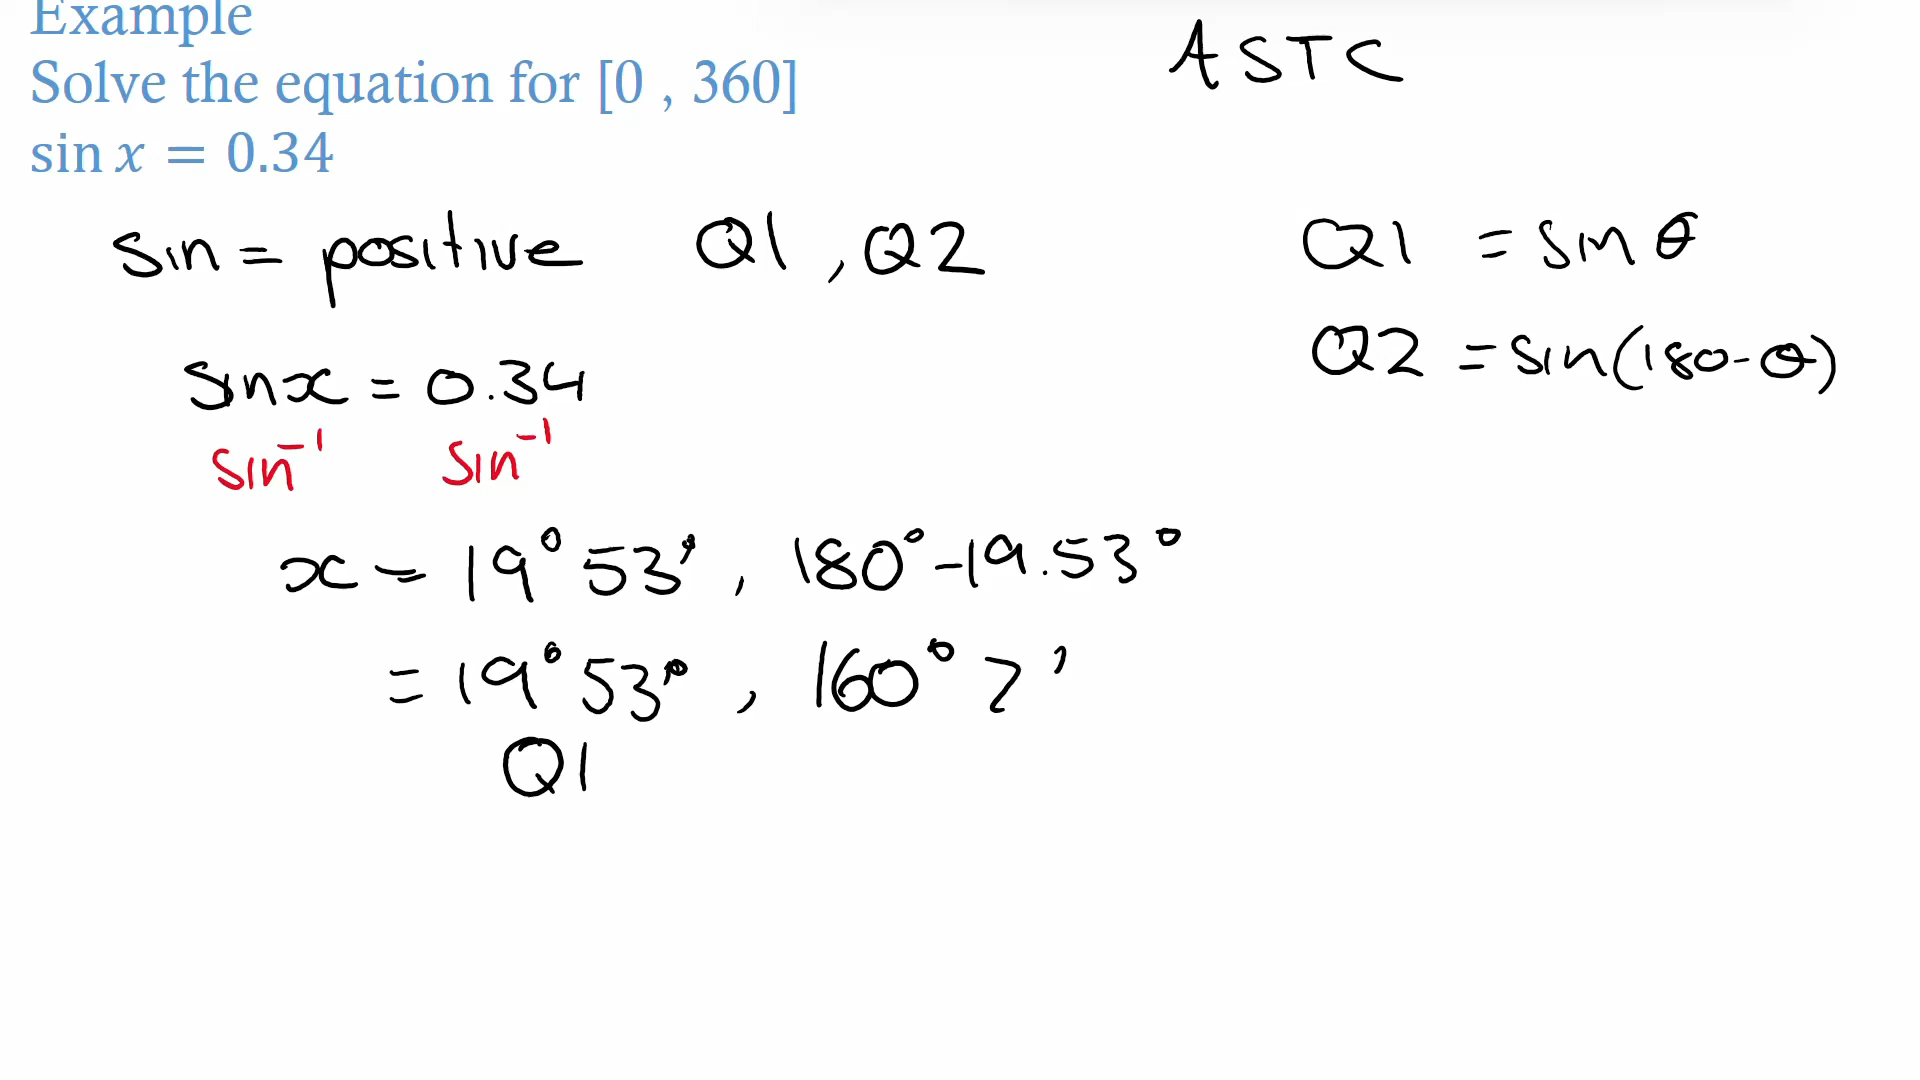 Example
Solve the equation for [0 , 360]
sin x = 0.34
ASTC
sin = positive Q1 , Q2
Q1 = sin θ
Q2 = sin(180-θ)
sinx = 0.34
sin⁻¹ sin⁻¹
x = 19° 53', 180° - 19.53°
= 19° 53° , 160° 7'
Q1